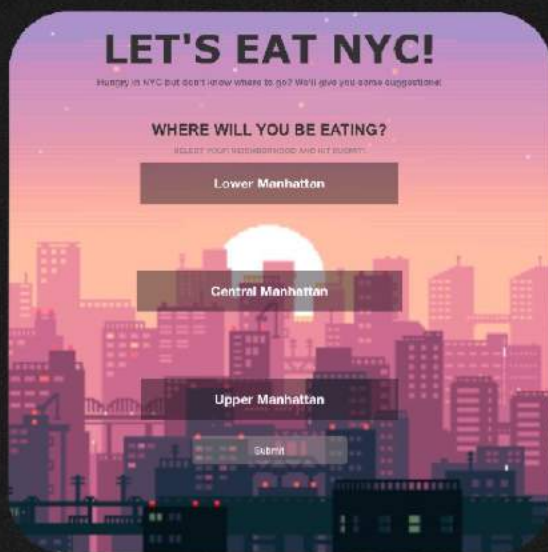 LET'S EAT NYC!
Hungry in NYC but don't know where to go? We'll give you some suggestions!
WHERE WILL YOU BE EATING?
SELECT YOUR NEIGHBORHOOD AND HIT SUBMIT!
Lower Manhattan
Central Manhattan
Upper Manhattan
Submit